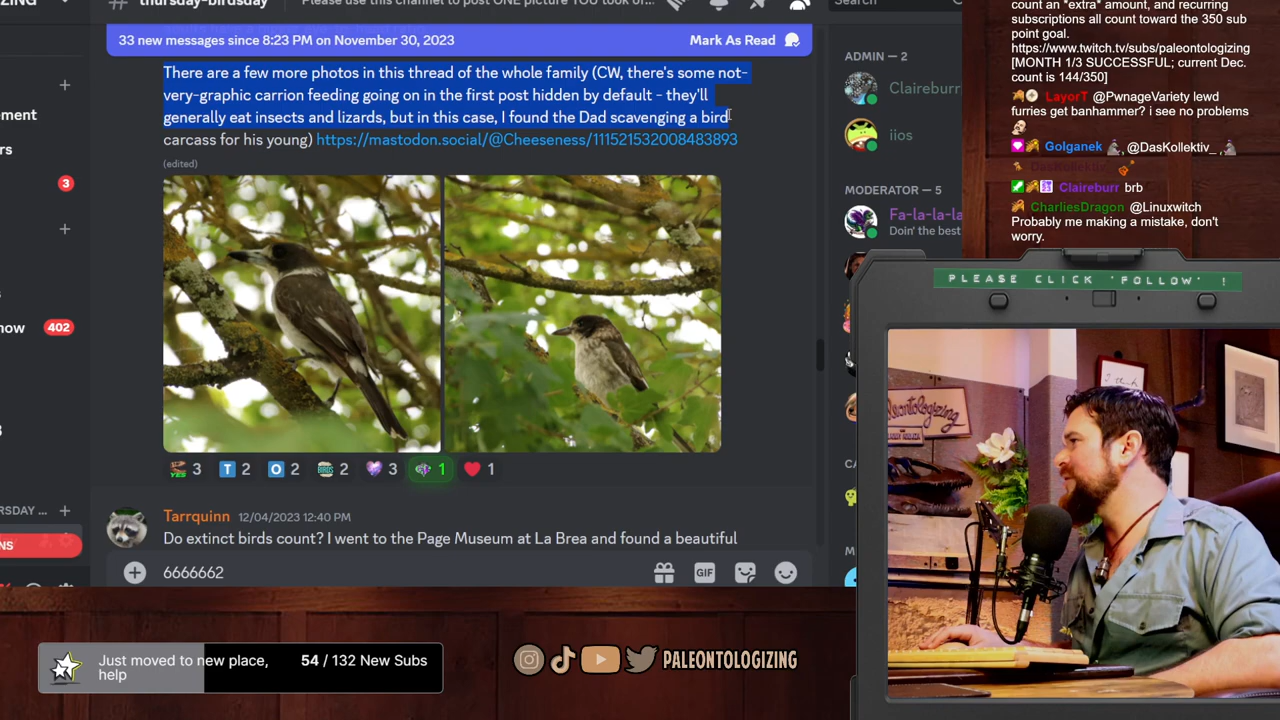 thursday-birdsday
Please use this channel to post ONE picture YOU took of...
Search
33 new messages since 8:23 PM on November 30, 2023
Mark As Read
There are a few more photos in this thread of the whole family (CW, there's some not-
very-graphic carrion feeding going on in the first post hidden by default - they'll
generally eat insects and lizards, but in this case, I found the Dad scavenging a bird
carcass for his young) https://mastodon.social/@Cheeseness/111521532008483893
(edited)
YES 3
T 2
O 2
BIRDS 2
3
1
1
Tarrquinn 12/04/2023 12:40 PM
Do extinct birds count? I went to the Page Museum at La Brea and found a beautiful
6666662
GIF
ement
rs
3
now
402
RSDAY ...
NS
ADMIN — 2
Claireburr
iios
MODERATOR — 5
Fa-la-la-la
Doin' the best
count an *extra* amount, and recurring
subscriptions all count toward the 350 sub
point goal.
https://www.twitch.tv/subs/paleontologizing
[MONTH 1/3 SUCCESSFUL; current Dec.
count is 144/350]
LayorT @PwnageVariety lewd
furries get banhammer? i see no problems
Golganek , @DasKollektiv_ ,
DasKollektiv_
Claireburr brb
CharliesDragon @Linuxwitch
Probably me making a mistake, don't
worry.
PLEASE CLICK "FOLLOW" !
I think
Paleontologizing
Just moved to new place,
help
54 / 132 New Subs
PALEONTOLOGIZING